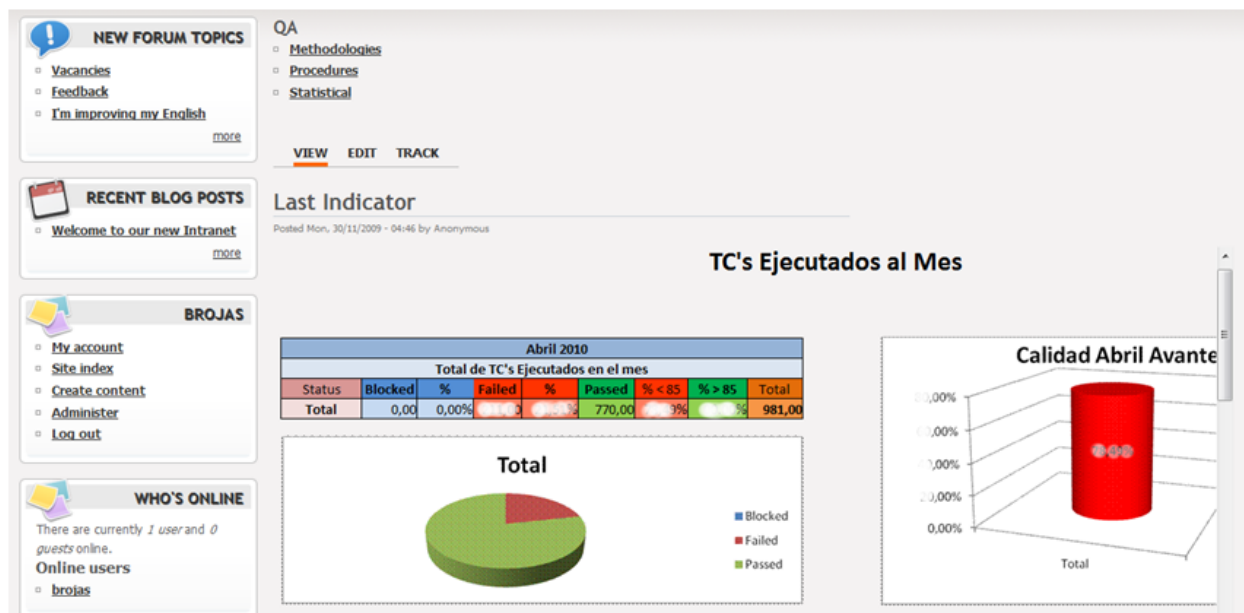 NEW FORUM TOPICS
Vacancies
Feedback
I'm improving my English
more
RECENT BLOG POSTS
Welcome to our new Intranet
more
BROJAS
My account
Site index
Create content
Administer
Log out
WHO'S ONLINE
There are currently 1 user and 0
guests online.
Online users
brojas
QA
Methodologies
Procedures
Statistical
VIEW EDIT TRACK
Last Indicator
Posted Mon, 30/11/2009 - 04:46 by Anonymous
TC's Ejecutados al Mes
Abril 2010
Total de TC's Ejecutados en el mes
Status Blocked % Failed % Passed % < 85 % > 85 Total
Total 0,00 0,00% 770,00 981,00
Total
Blocked
Failed
Passed
Calidad Abril Avante
0,00%
Total